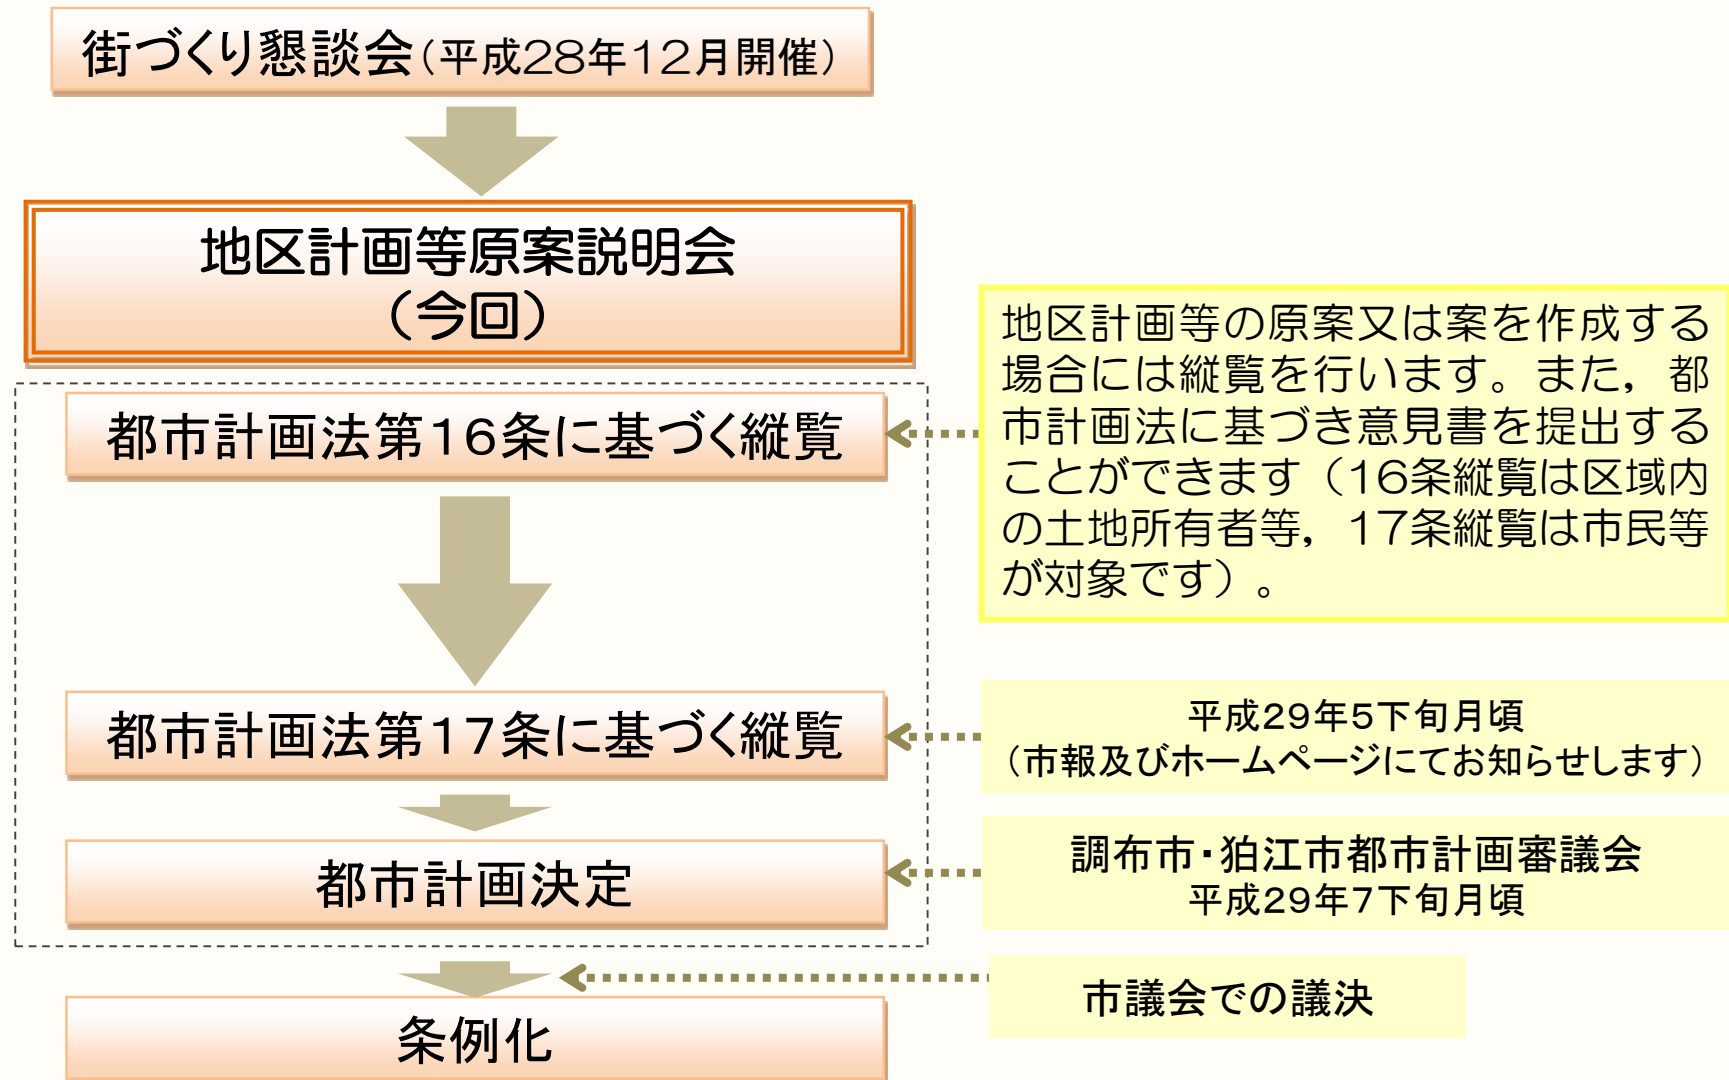 街づくり懇談会（平成28年12月開催）
地区計画等原案説明会
（今回）
都市計画法第16条に基づく縦覧
地区計画等の原案又は案を作成する
場合には縦覧を行います。また，都
市計画法に基づき意見書を提出する
ことができます（16条縦覧は区域内
の土地所有者等，17条縦覧は市民等
が対象です）。
都市計画法第17条に基づく縦覧
平成29年5下旬月頃
（市報及びホームページにてお知らせします）
都市計画決定
調布市・狛江市都市計画審議会
平成29年7下旬月頃
市議会での議決
条例化